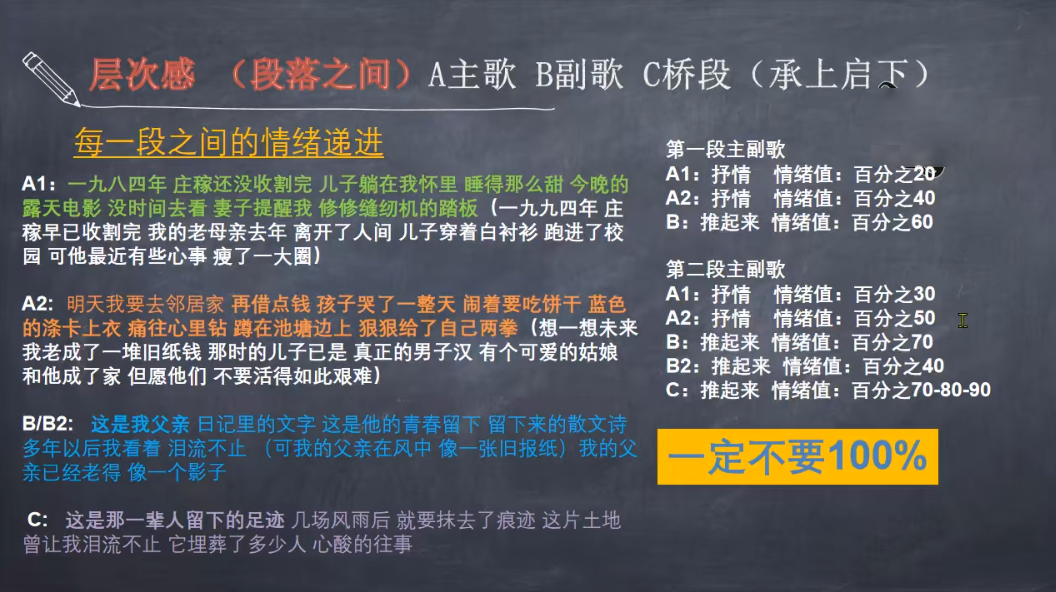 层次感 （段落之间）A主歌 B副歌 C桥段（承上启下）
每一段之间的情绪递进
A1：一九八四年 庄稼还没收割完 儿子躺在我怀里 睡得那么甜 今晚的
露天电影 没时间去看 妻子提醒我 修修缝纫机的踏板（一九九四年 庄
稼早已收割完 我的老母亲去年 离开了人间 儿子穿着白衬衫 跑进了校
园 可他最近有些心事 瘦了一大圈）
A2: 明天我要去邻居家 再借点钱 孩子哭了一整天 闹着要吃饼干 蓝色
的涤卡上衣 痛往心里钻 蹲在池塘边上 狠狠给了自己两拳（想一想未来
我老成了一堆旧纸钱 那时的儿子已是 真正的男子汉 有个可爱的姑娘
和他成了家 但愿他们 不要活得如此艰难）
B/B2: 这是我父亲 日记里的文字 这是他的青春留下 留下来的散文诗
多年以后我看着 泪流不止 （可我的父亲在风中 像一张旧报纸）我的父
亲已经老得 像一个影子
C: 这是那一辈人留下的足迹 几场风雨后 就要抹去了痕迹 这片土地
曾让我泪流不止 它埋葬了多少人 心酸的往事
第一段主副歌
A1：抒情 情绪值：百分之20
A2：抒情 情绪值：百分之40
B：推起来 情绪值：百分之60
第二段主副歌
A1：抒情 情绪值：百分之30
A2：抒情 情绪值：百分之50
B：推起来 情绪值：百分之70
B2：推起来 情绪值：百分之40
C：推起来 情绪值：百分之70-80-90
一定不要100%